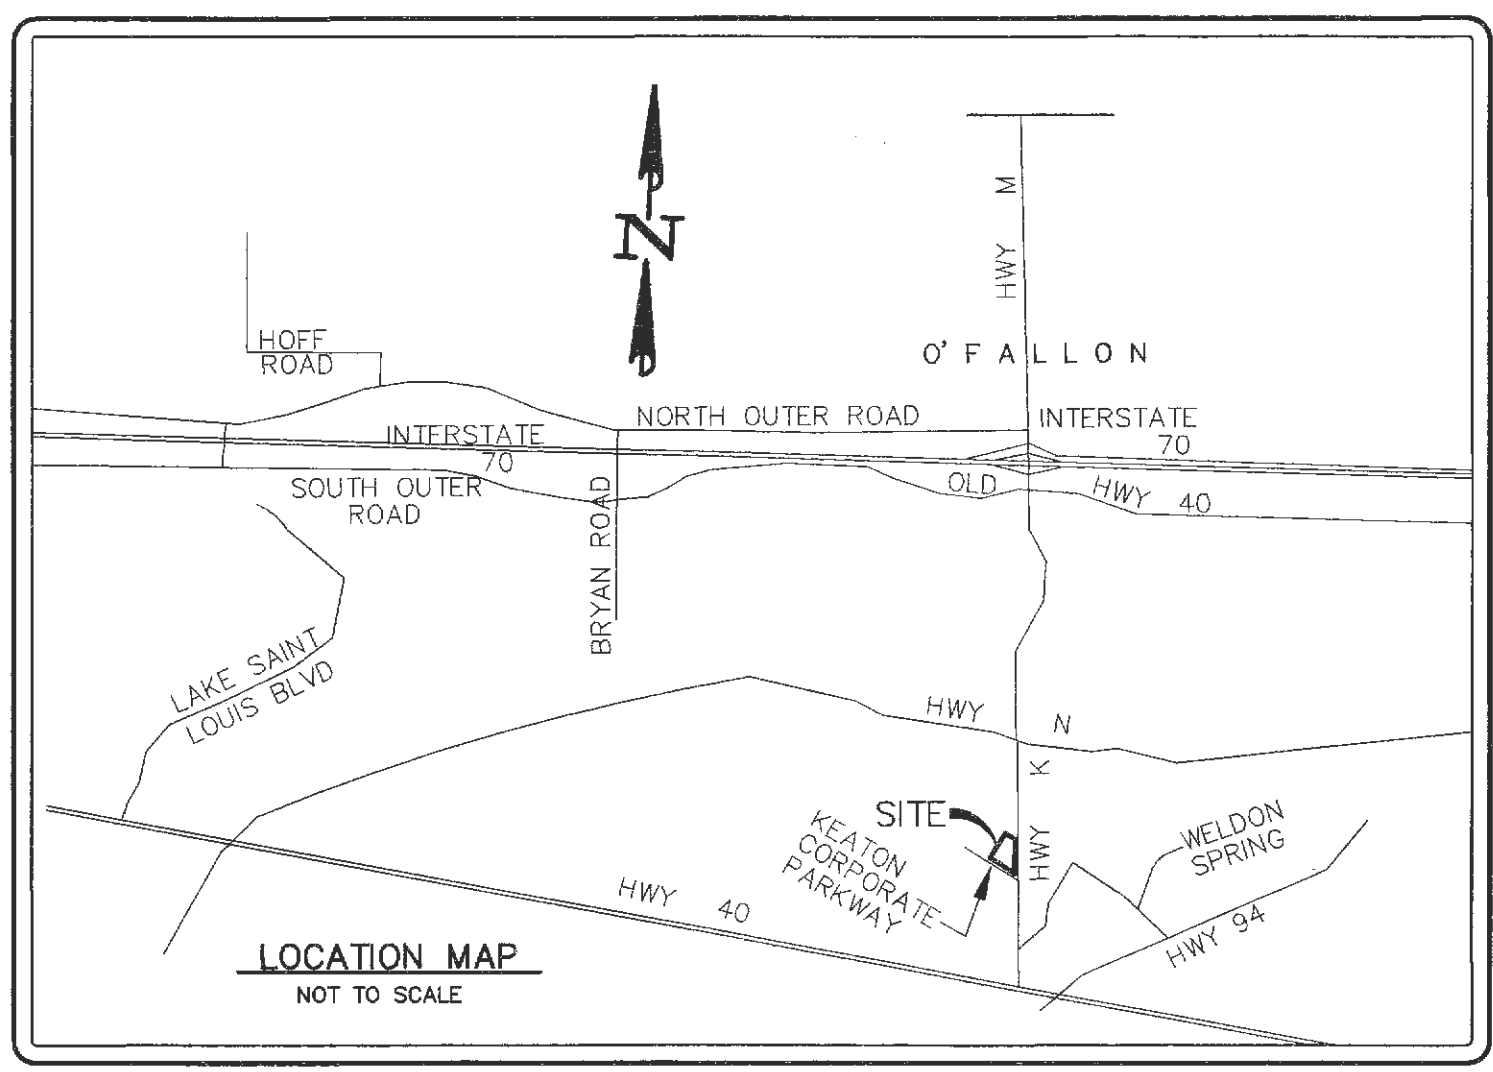 N
HWY M
HOFF
ROAD
O'FALLON
NORTH OUTER ROAD
INTERSTATE
70
INTERSTATE
70
SOUTH OUTER
ROAD
OLD HWY 40
BRYAN ROAD
LAKE SAINT
LOUIS BLVD
HWY N
HWY K
SITE
KEATON
CORPORATE
PARKWAY
WELDON
SPRING
HWY 40
HWY 94
LOCATION MAP
NOT TO SCALE